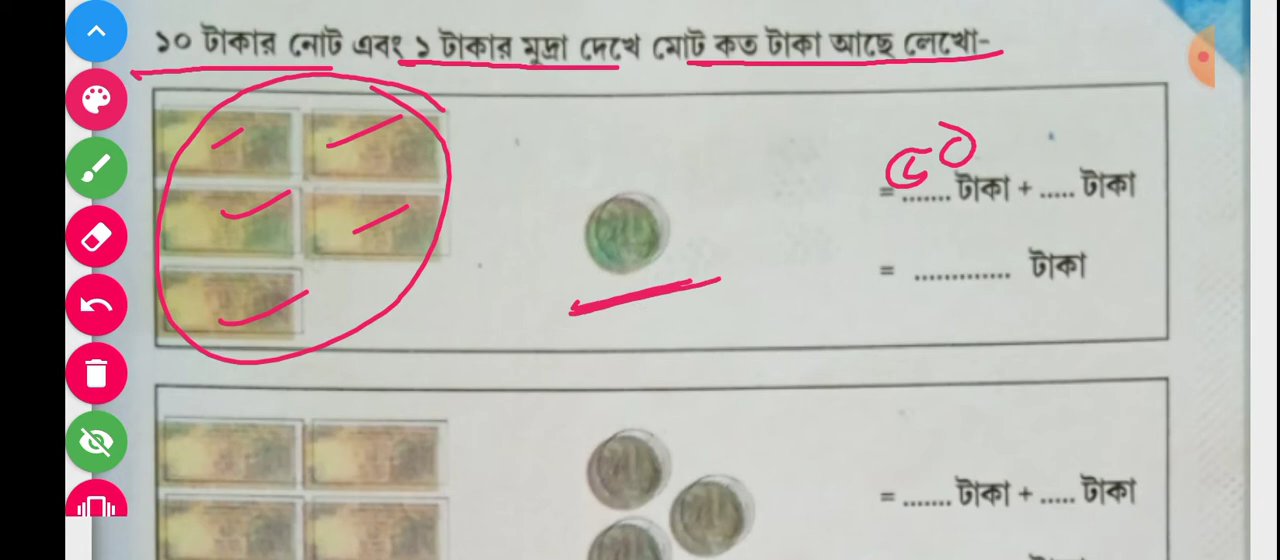 ১০ টাকার নোট এবং ১ টাকার মুদ্রা দেখে মোট কত টাকা আছে লেখো-
৫০
= ....... টাকা + ..... টাকা
= ............. টাকা
= ....... টাকা + ..... টাকা